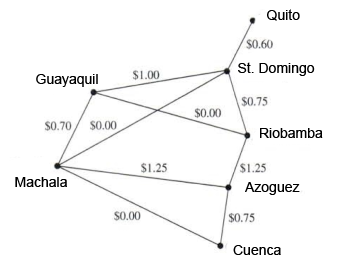 Quito
$0.60
St. Domingo
$1.00
Guayaquil
$0.75
$0.00
$0.70
$0.00
Riobamba
$1.25
$1.25
Machala
Azoguez
$0.00
$0.75
Cuenca